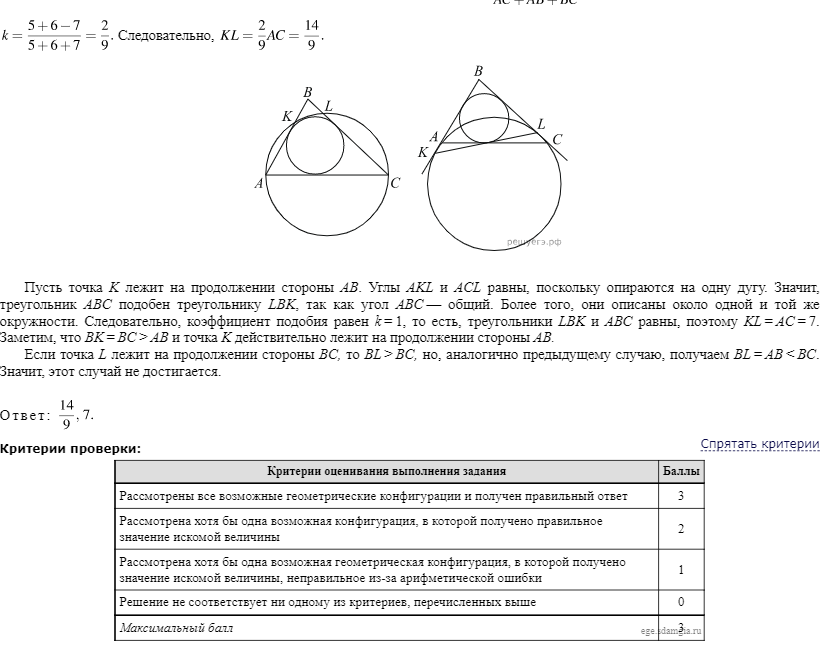 AC + AB + BC
k = (5 + 6 − 7)/(5 + 6 + 7) = 2/9. Следовательно, KL = 2/9 AC = 14/9.
B
K
L
A
C
B
A
L
K
C
решуегэ.рф
Пусть точка K лежит на продолжении стороны AB. Углы AKL и ACL равны, поскольку опираются на одну дугу. Значит,
треугольник ABC подобен треугольнику LBK, так как угол ABC — общий. Более того, они описаны около одной и той же
окружности. Следовательно, коэффициент подобия равен k = 1, то есть, треугольники LBK и ABC равны, поэтому KL = AC = 7.
Заметим, что BK = BC > AB и точка K действительно лежит на продолжении стороны AB.
Если точка L лежит на продолжении стороны BC, то BL > BC, но, аналогично предыдущему случаю, получаем BL = AB < BC.
Значит, этот случай не достигается.
Ответ: 14/9, 7.
Спрятать критерии
Критерии проверки:
Критерии оценивания выполнения задания Баллы
Рассмотрены все возможные геометрические конфигурации и получен правильный ответ 3
Рассмотрена хотя бы одна возможная конфигурация, в которой получено правильное
значение искомой величины 2
Рассмотрена хотя бы одна возможная геометрическая конфигурация, в которой получено
значение искомой величины, неправильное из-за арифметической ошибки 1
Решение не соответствует ни одному из критериев, перечисленных выше 0
Максимальный балл 3
ege.sdamgia.ru